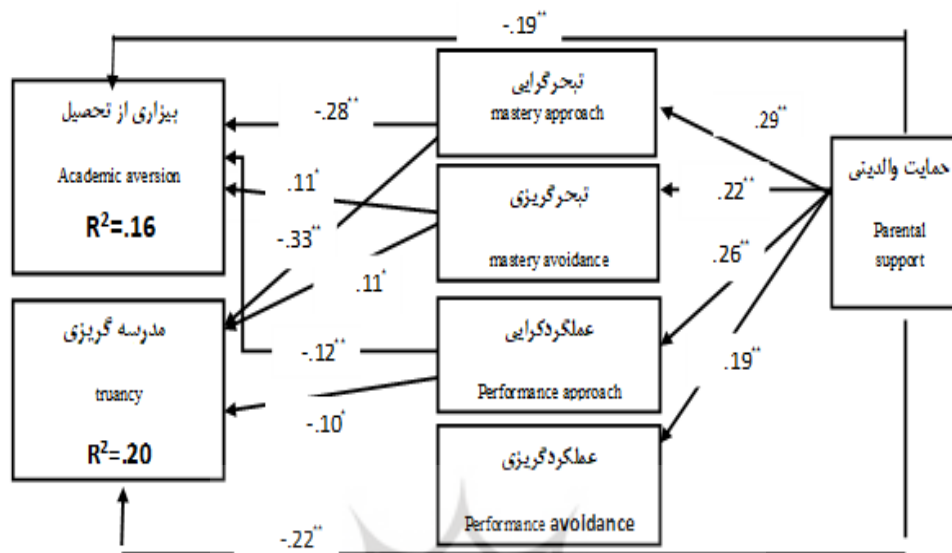 -.19**
تبحرگرایی
mastery approach
بیزاری از تحصیل
Academic aversion
R²=.16
-.28**
.29**
حمایت والدینی
Parental
support
تبحرگریزی
mastery avoidance
.11*
.22**
-.33**
.11*
.26**
مدرسه گریزی
truancy
R²=.20
عملکردگرایی
Performance approach
-.12**
.19**
-.10*
عملکردگریزی
Performance avoidance
-.22**